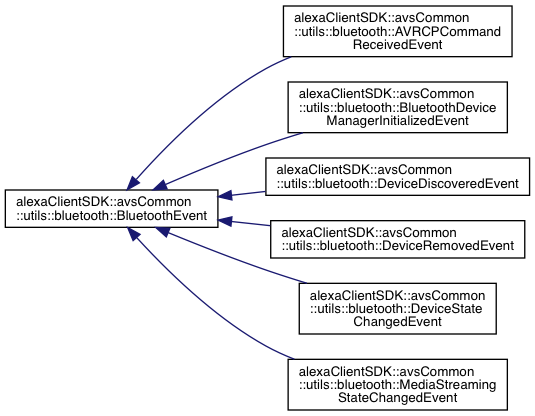 alexaClientSDK::avsCommon
::utils::bluetooth::AVRCPCommand
ReceivedEvent
alexaClientSDK::avsCommon
::utils::bluetooth::BluetoothDevice
ManagerInitializedEvent
alexaClientSDK::avsCommon
::utils::bluetooth::DeviceDiscoveredEvent
alexaClientSDK::avsCommon
::utils::bluetooth::BluetoothEvent
alexaClientSDK::avsCommon
::utils::bluetooth::DeviceRemovedEvent
alexaClientSDK::avsCommon
::utils::bluetooth::DeviceState
ChangedEvent
alexaClientSDK::avsCommon
::utils::bluetooth::MediaStreaming
StateChangedEvent